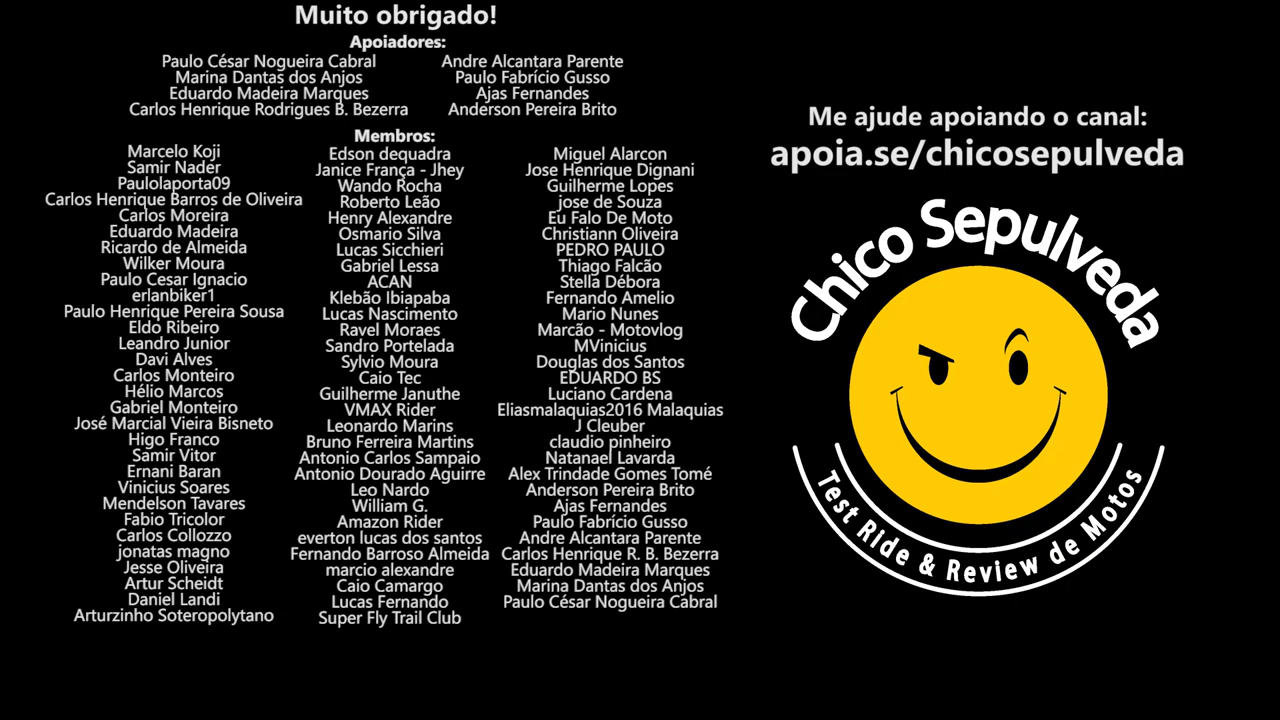 Muito obrigado!
Apoiadores:
Paulo César Nogueira Cabral
Marina Dantas dos Anjos
Eduardo Madeira Marques
Carlos Henrique Rodrigues B. Bezerra
Andre Alcantara Parente
Paulo Fabrício Gusso
Ajas Fernandes
Anderson Pereira Brito
Membros:
Marcelo Koji
Samir Nader
Paulolaporta09
Carlos Henrique Barros de Oliveira
Carlos Moreira
Eduardo Madeira
Ricardo de Almeida
Wilker Moura
Paulo Cesar Ignacio
erlanbiker1
Paulo Henrique Pereira Sousa
Eldo Ribeiro
Leandro Junior
Davi Alves
Carlos Monteiro
Hélio Marcos
Gabriel Monteiro
José Marcial Vieira Bisneto
Higo Franco
Samir Vitor
Ernani Baran
Vinicius Soares
Mendelson Tavares
Fabio Tricolor
Carlos Collozzo
jonatas magno
Jesse Oliveira
Artur Scheidt
Daniel Landi
Arturzinho Soteropolytano
Edson dequadra
Janice França - Jhey
Wando Rocha
Roberto Leão
Henry Alexandre
Osmario Silva
Lucas Sicchieri
Gabriel Lessa
ACAN
Klebão Ibiapaba
Lucas Nascimento
Ravel Moraes
Sandro Portelada
Sylvio Moura
Caio Tec
Guilherme Januthe
VMAX Rider
Leonardo Marins
Bruno Ferreira Martins
Antonio Carlos Sampaio
Antonio Dourado Aguirre
Leo Nardo
William G.
Amazon Rider
everton lucas dos santos
Fernando Barroso Almeida
marcio alexandre
Caio Camargo
Lucas Fernando
Super Fly Trail Club
Miguel Alarcon
Jose Henrique Dignani
Guilherme Lopes
jose de Souza
Eu Falo De Moto
Christiann Oliveira
PEDRO PAULO
Thiago Falcão
Stella Débora
Fernando Amelio
Mario Nunes
Marcão - Motovlog
MVinicius
Douglas dos Santos
EDUARDO BS
Luciano Cardena
Eliasmalaquias2016 Malaquias
J Cleuber
claudio pinheiro
Natanael Lavarda
Alex Trindade Gomes Tomé
Anderson Pereira Brito
Ajas Fernandes
Paulo Fabrício Gusso
Andre Alcantara Parente
Carlos Henrique R. B. Bezerra
Eduardo Madeira Marques
Marina Dantas dos Anjos
Paulo César Nogueira Cabral
Me ajude apoiando o canal:
apoia.se/chicosepulveda
Chico Sepulveda
Test Ride & Review de Motos